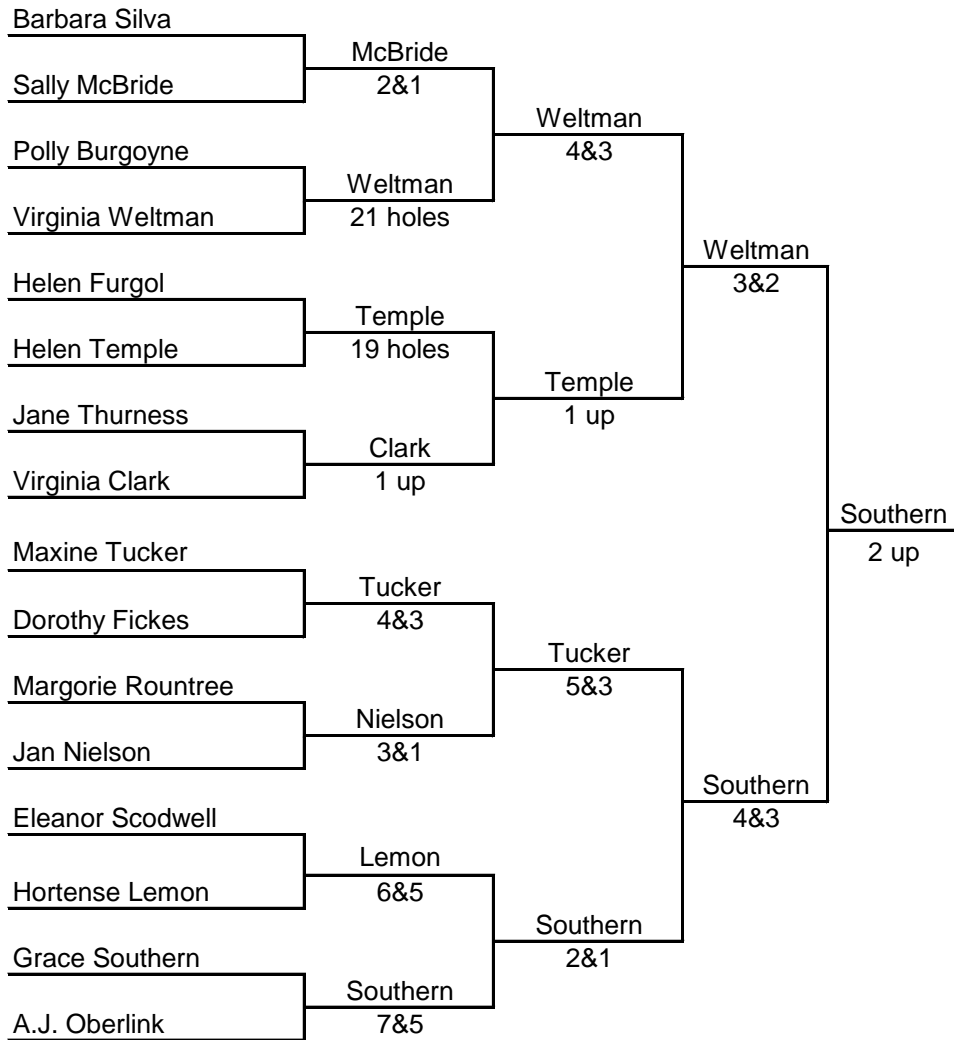 Barbara Silva
McBride
2&1
Sally McBride
Weltman
4&3
Polly Burgoyne
Weltman
21 holes
Virginia Weltman
Weltman
3&2
Helen Furgol
Temple
19 holes
Helen Temple
Temple
1 up
Jane Thurness
Clark
1 up
Virginia Clark
Southern
2 up
Maxine Tucker
Tucker
4&3
Dorothy Fickes
Tucker
5&3
Margorie Rountree
Nielson
3&1
Jan Nielson
Southern
4&3
Eleanor Scodwell
Lemon
6&5
Hortense Lemon
Southern
2&1
Grace Southern
Southern
7&5
A.J. Oberlink